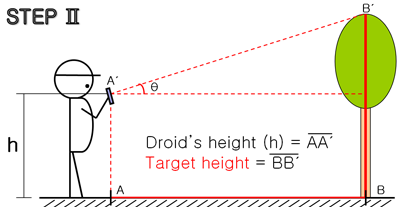 STEP Ⅱ
B´
A´
θ
h
Droid's height (h) = AA´
Target height = BB´
A
B